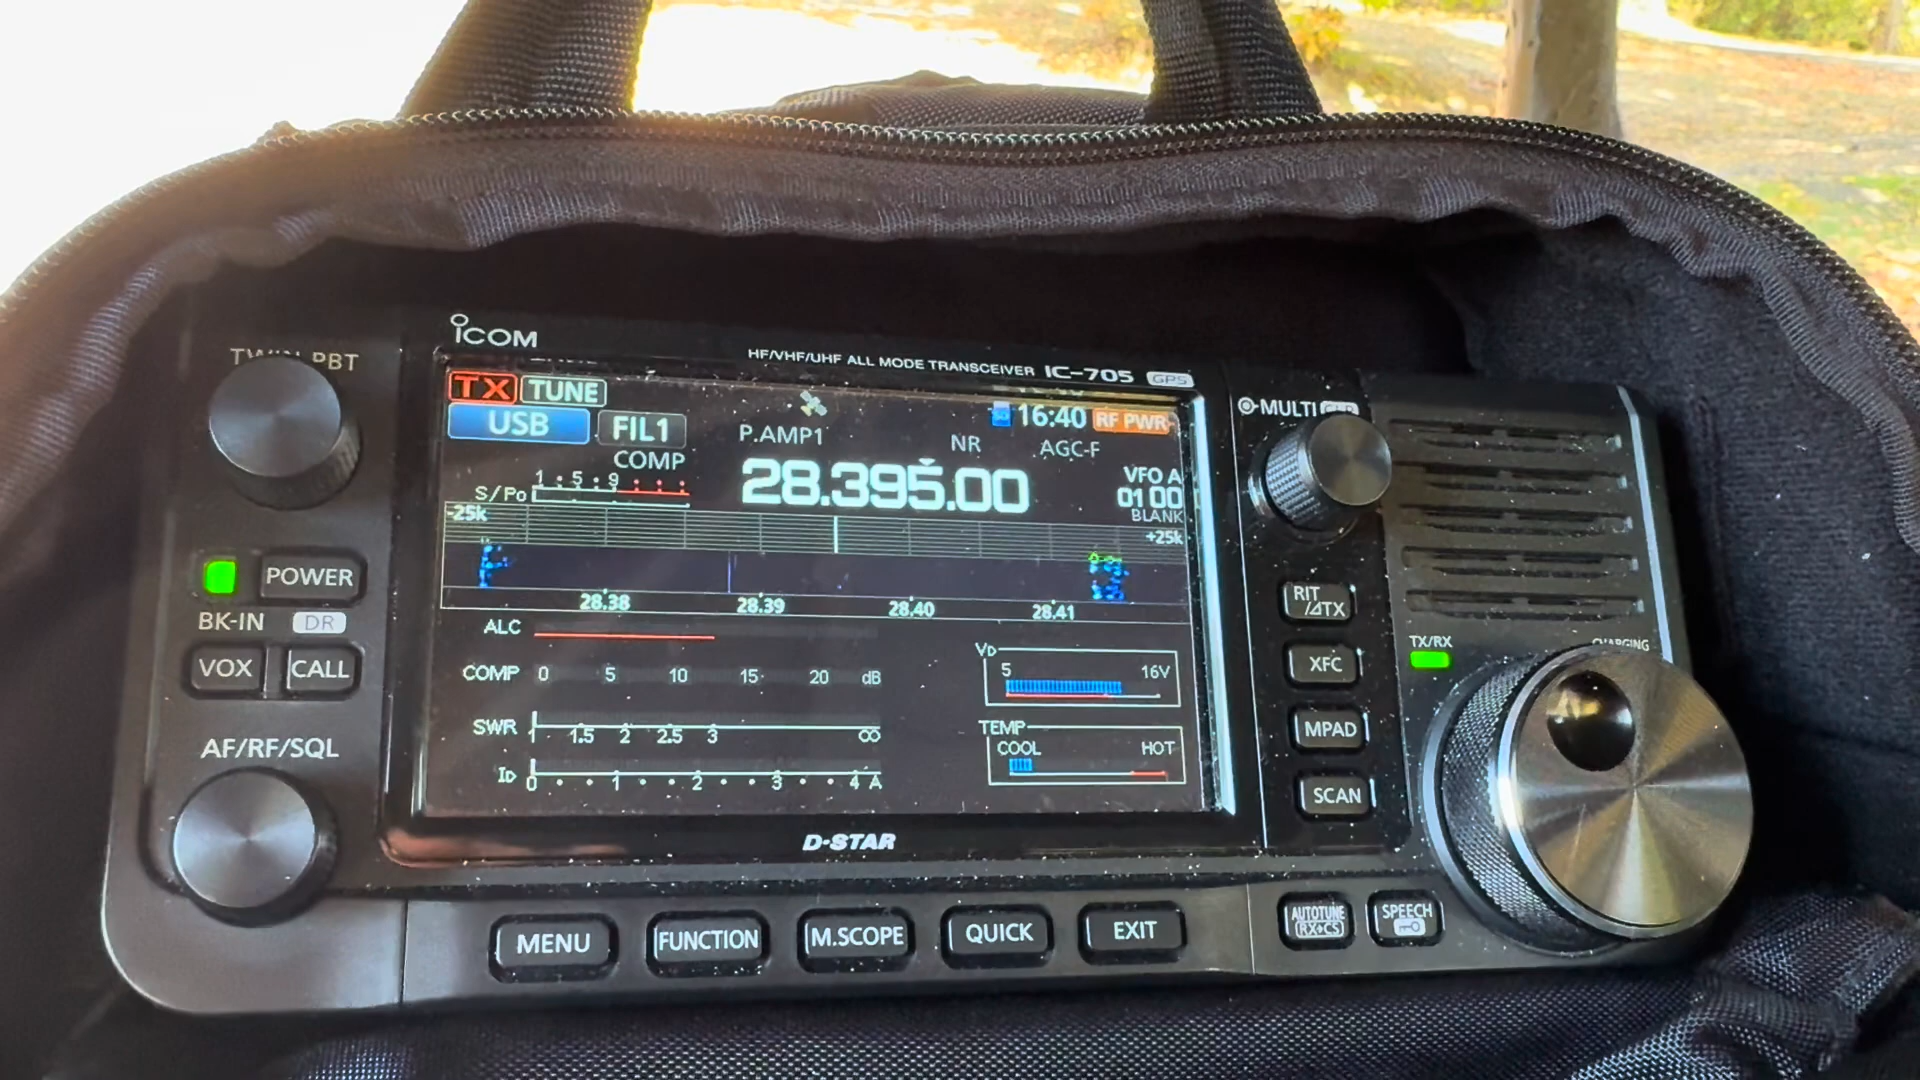 ICOM
HF/VHF/UHF ALL MODE TRANSCEIVER IC-705 GPS
TWIN PBT
TX TUNE
USB FIL1
COMP
P.AMP1
NR
16:40 RF PWR
AGC-F
28.395.00
VFO A
01 00
BLANK
S/Po 1 5 9
-25k
+25k
28.38 28.39 28.40 28.41
ALC
COMP 0 5 10 15 20 dB
SWR 1.5 2 2.5 3 ∞
ID 0 1 2 3 4 A
VD
5 16V
TEMP
COOL HOT
D-STAR
POWER
BK-IN DR
VOX CALL
AF/RF/SQL
MULTI
RIT
/ΔTX
XFC
MPAD
SCAN
TX/RX
CHARGING
MENU FUNCTION M.SCOPE QUICK EXIT
AUTOTUNE
RX→CS
SPEECH